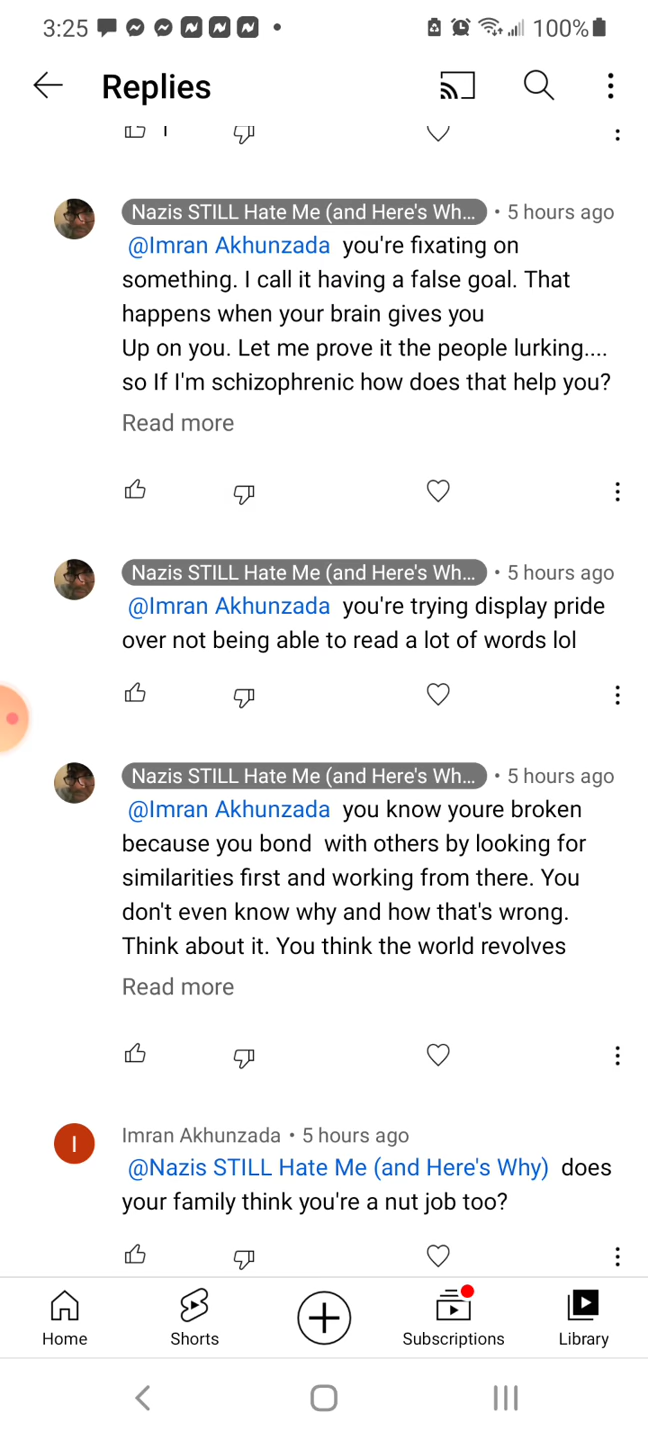 3:25
100%
Replies
1
Nazis STILL Hate Me (and Here's Wh... • 5 hours ago
@Imran Akhunzada you're fixating on
something. I call it having a false goal. That
happens when your brain gives you
Up on you. Let me prove it the people lurking....
so If I'm schizophrenic how does that help you?
Read more
Nazis STILL Hate Me (and Here's Wh... • 5 hours ago
@Imran Akhunzada you're trying display pride
over not being able to read a lot of words lol
Nazis STILL Hate Me (and Here's Wh... • 5 hours ago
@Imran Akhunzada you know youre broken
because you bond  with others by looking for
similarities first and working from there. You
don't even know why and how that's wrong.
Think about it. You think the world revolves
Read more
I
Imran Akhunzada • 5 hours ago
@Nazis STILL Hate Me (and Here's Why) does
your family think you're a nut job too?
Home
Shorts
Subscriptions
Library